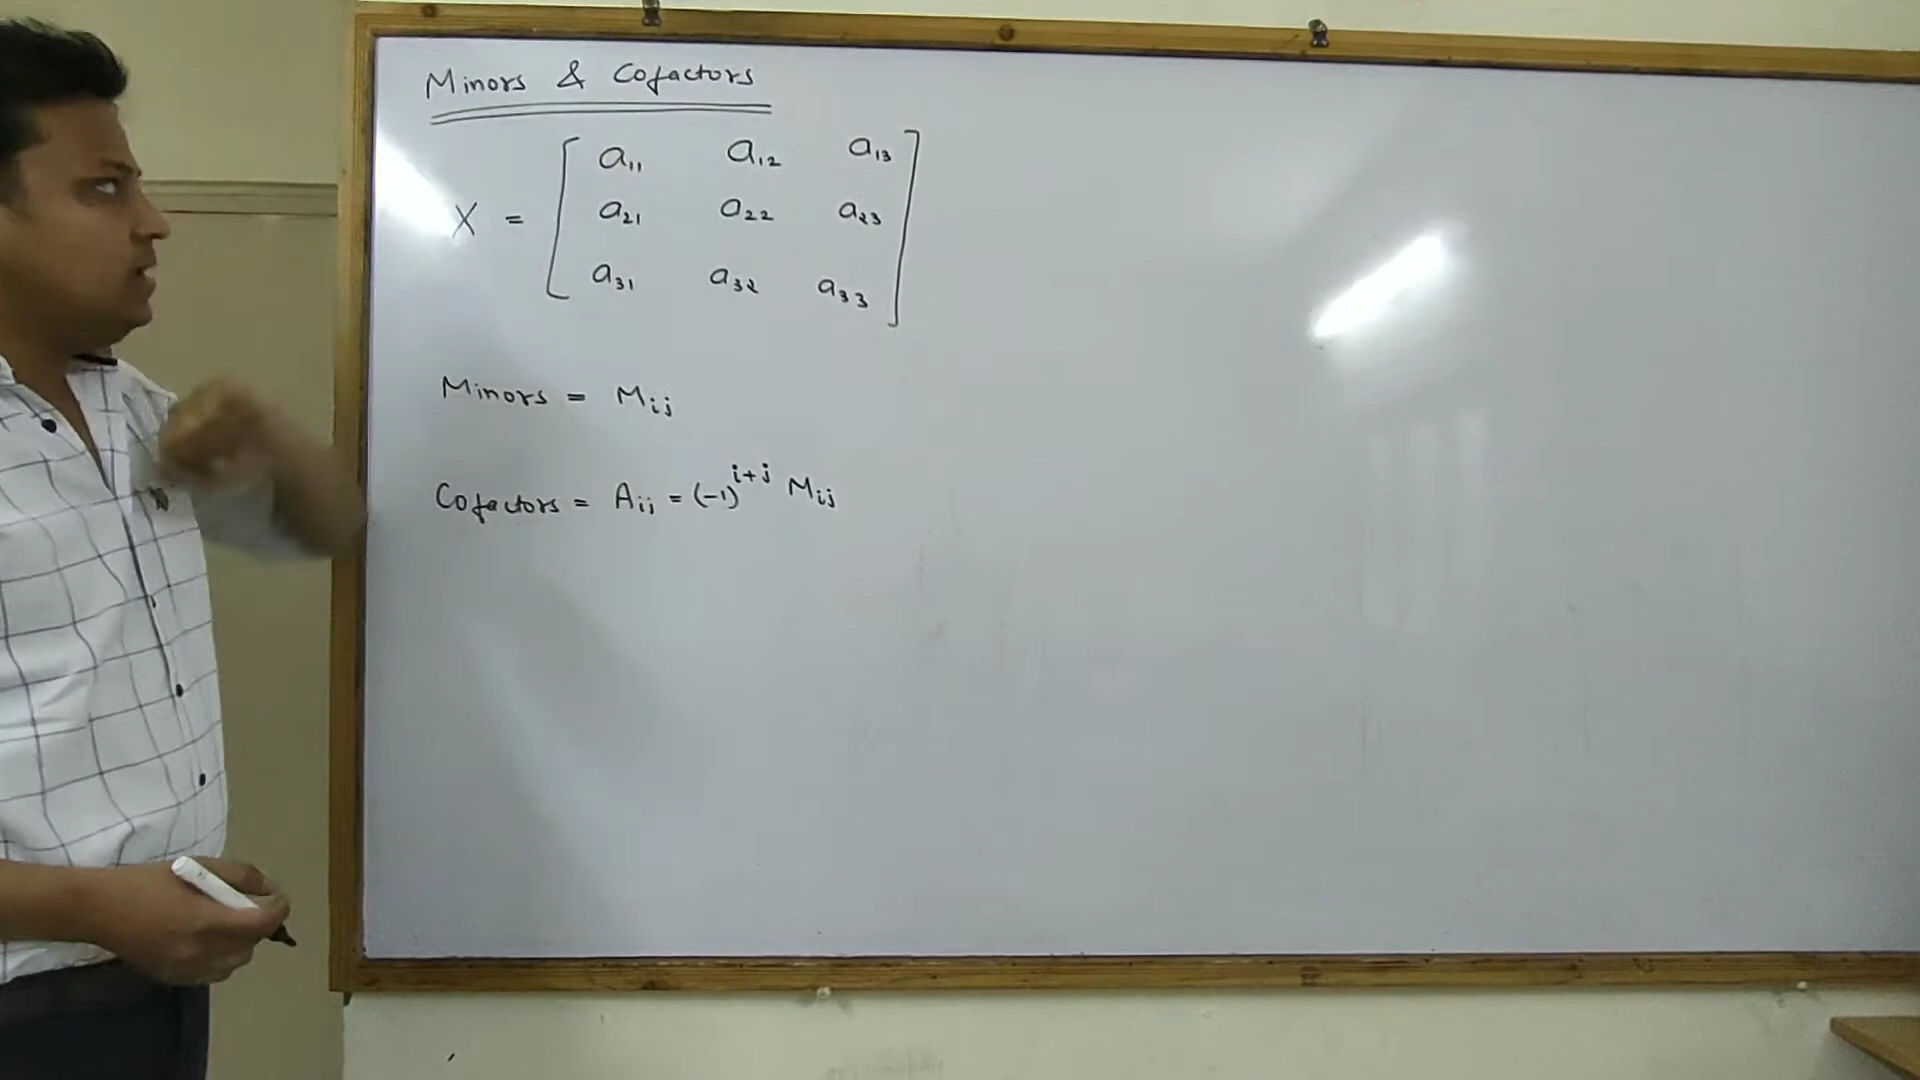 Minors & Cofactors
X = [ a₁₁ a₁₂ a₁₃
a₂₁ a₂₂ a₂₃
a₃₁ a₃₂ a₃₃ ]
Minors = Mᵢⱼ
Cofactors = Aᵢⱼ = (-1)ⁱ⁺ʲ Mᵢⱼ